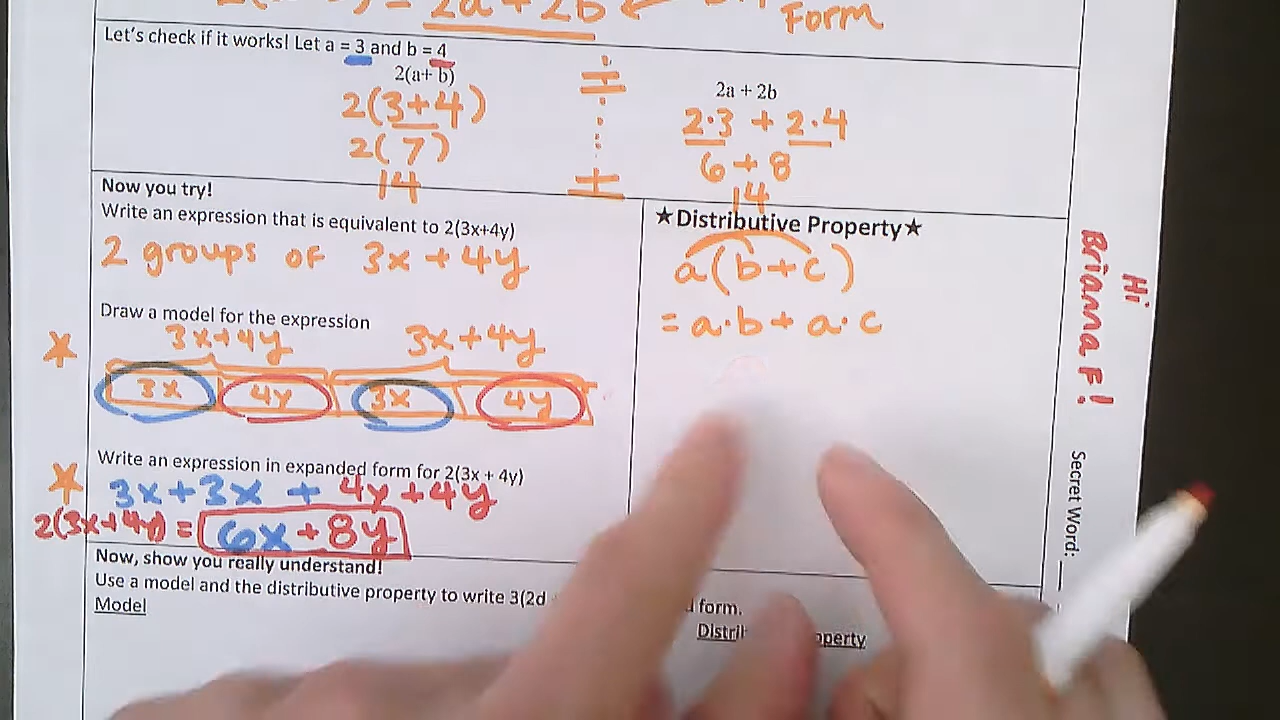 = 2a + 2b
Form
Let's check if it works! Let a = 3 and b = 4
2(a+ b)
2(3+4)
2(7)
14
2a + 2b
2·3 + 2·4
6 + 8
14
Now you try!
Write an expression that is equivalent to 2(3x+4y)
2 groups of 3x + 4y
Draw a model for the expression
3x+4y 3x+4y
3x 4y 3x 4y
Write an expression in expanded form for 2(3x + 4y)
3x+3x + 4y+4y
2(3x+4y) = 6x+8y
★Distributive Property★
a(b+c)
= a·b + a·c
Now, show you really understand!
Use a model and the distributive property to write 3(2d form.
Model
Hi
Brianna F!
Secret Word: